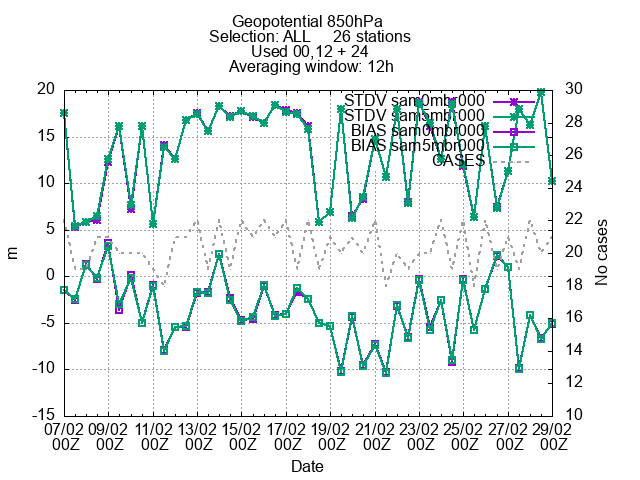 Geopotential 850hPa
Selection: ALL 26 stations
Used 00,12 + 24
Averaging window: 12h
STDV sam0mbr000
STDV sam5mbr000
BIAS sam0mbr000
BIAS sam5mbr000
CASES
20
15
10
5
0
-5
-10
-15
m
30
28
26
24
22
20
18
16
14
12
10
No cases
07/02 09/02 11/02 13/02 15/02 17/02 19/02 21/02 23/02 25/02 27/02 29/02
00Z 00Z 00Z 00Z 00Z 00Z 00Z 00Z 00Z 00Z 00Z 00Z
Date